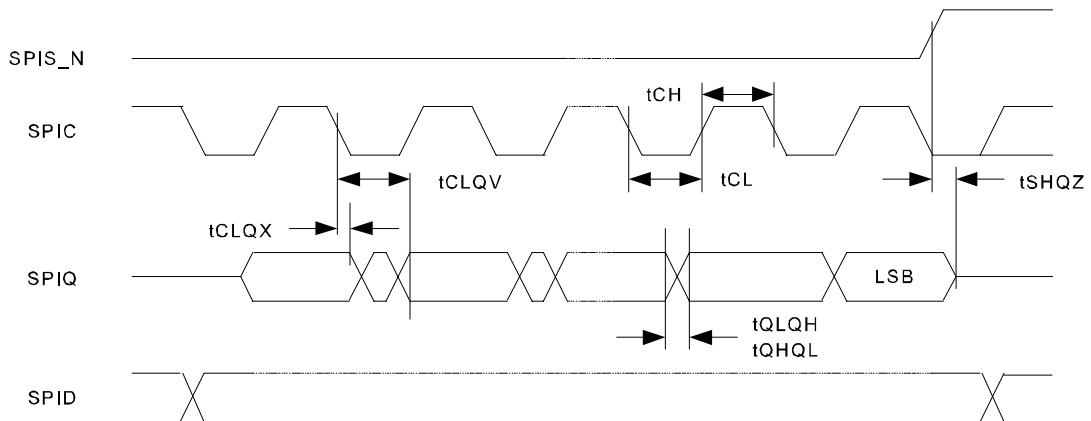 SPIS_N
tCH
SPIC
tCLQV
tCL
tSHQZ
tCLQX
SPIQ
LSB
tQLQH
tQHQL
SPID